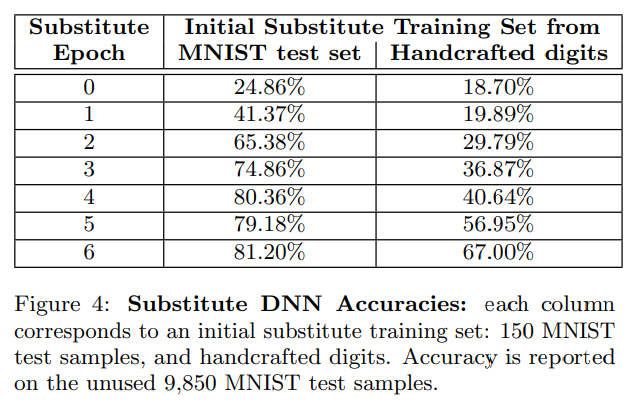 Substitute Initial Substitute Training Set from
Epoch MNIST test set Handcrafted digits
0 24.86% 18.70%
1 41.37% 19.89%
2 65.38% 29.79%
3 74.86% 36.87%
4 80.36% 40.64%
5 79.18% 56.95%
6 81.20% 67.00%
Figure 4: Substitute DNN Accuracies: each column
corresponds to an initial substitute training set: 150 MNIST
test samples, and handcrafted digits. Accuracy is reported
on the unused 9,850 MNIST test samples.